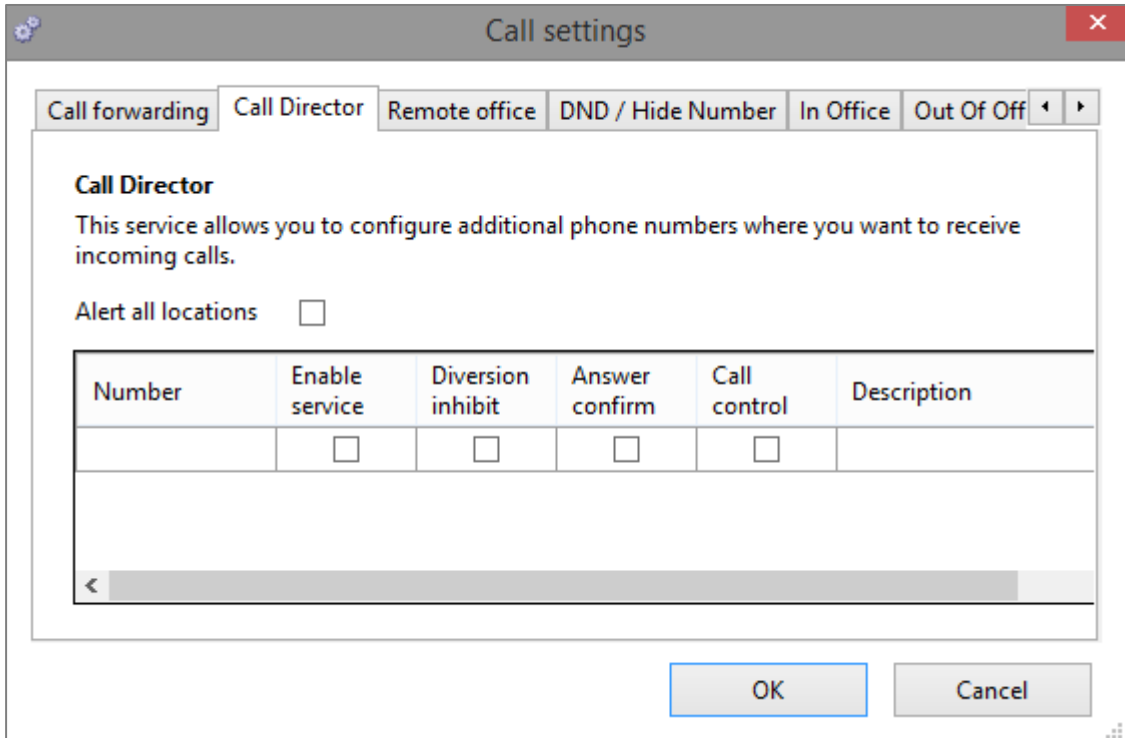 Call settings
Call forwarding Call Director Remote office DND / Hide Number In Office Out Of Off
Call Director
This service allows you to configure additional phone numbers where you want to receive
incoming calls.
Alert all locations
Number Enable service Diversion inhibit Answer confirm Call control Description
OK Cancel